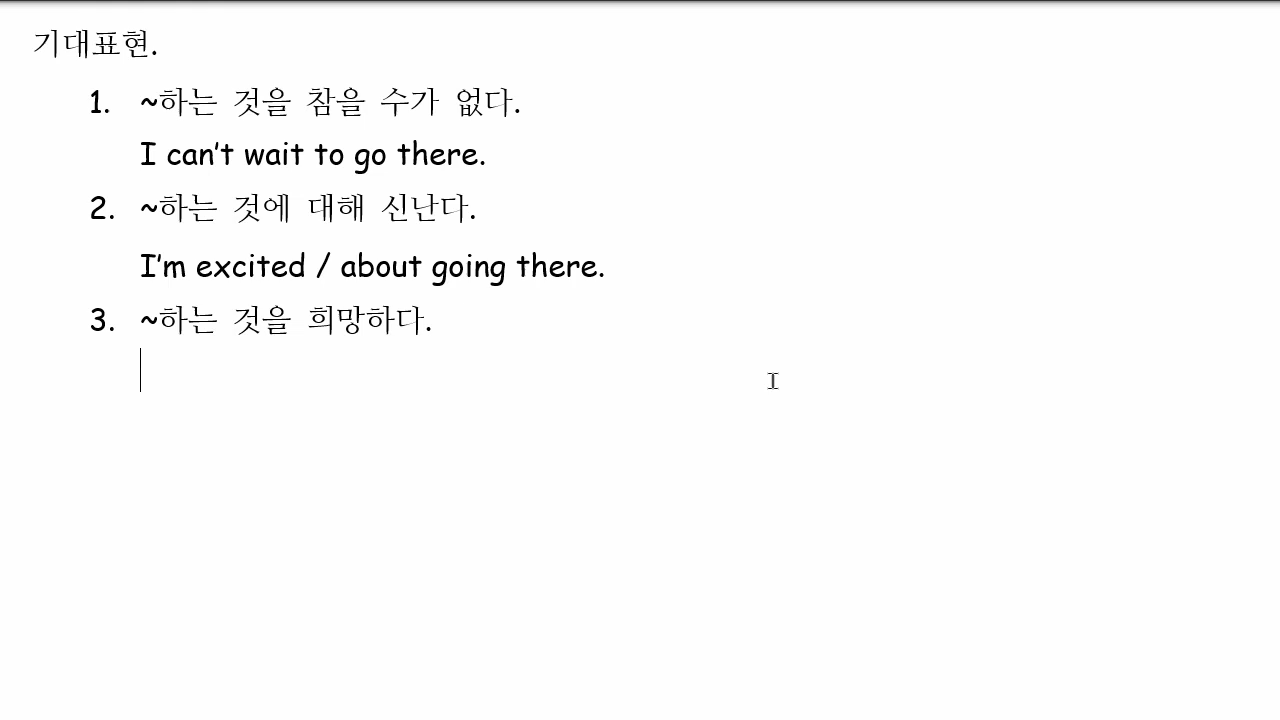 기대표현.
1. ~하는 것을 참을 수가 없다.
I can't wait to go there.
2. ~하는 것에 대해 신난다.
I'm excited / about going there.
3. ~하는 것을 희망하다.